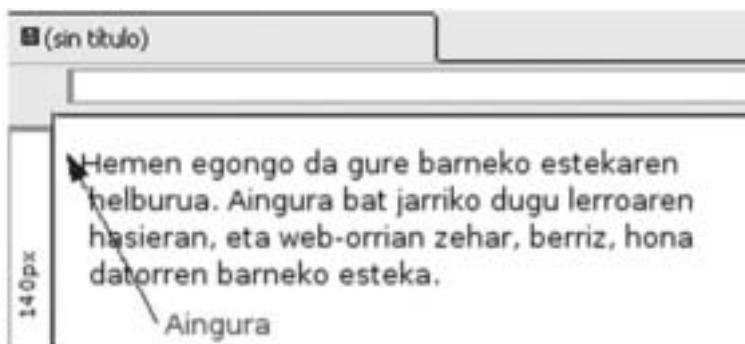 (sin título)
Hemen egongo da gure barneko estekaren
helburua. Aingura bat jarriko dugu lerroaren
hasieran, eta web-orrian zehar, berriz, hona
datorren barneko esteka.
140px
Aingura